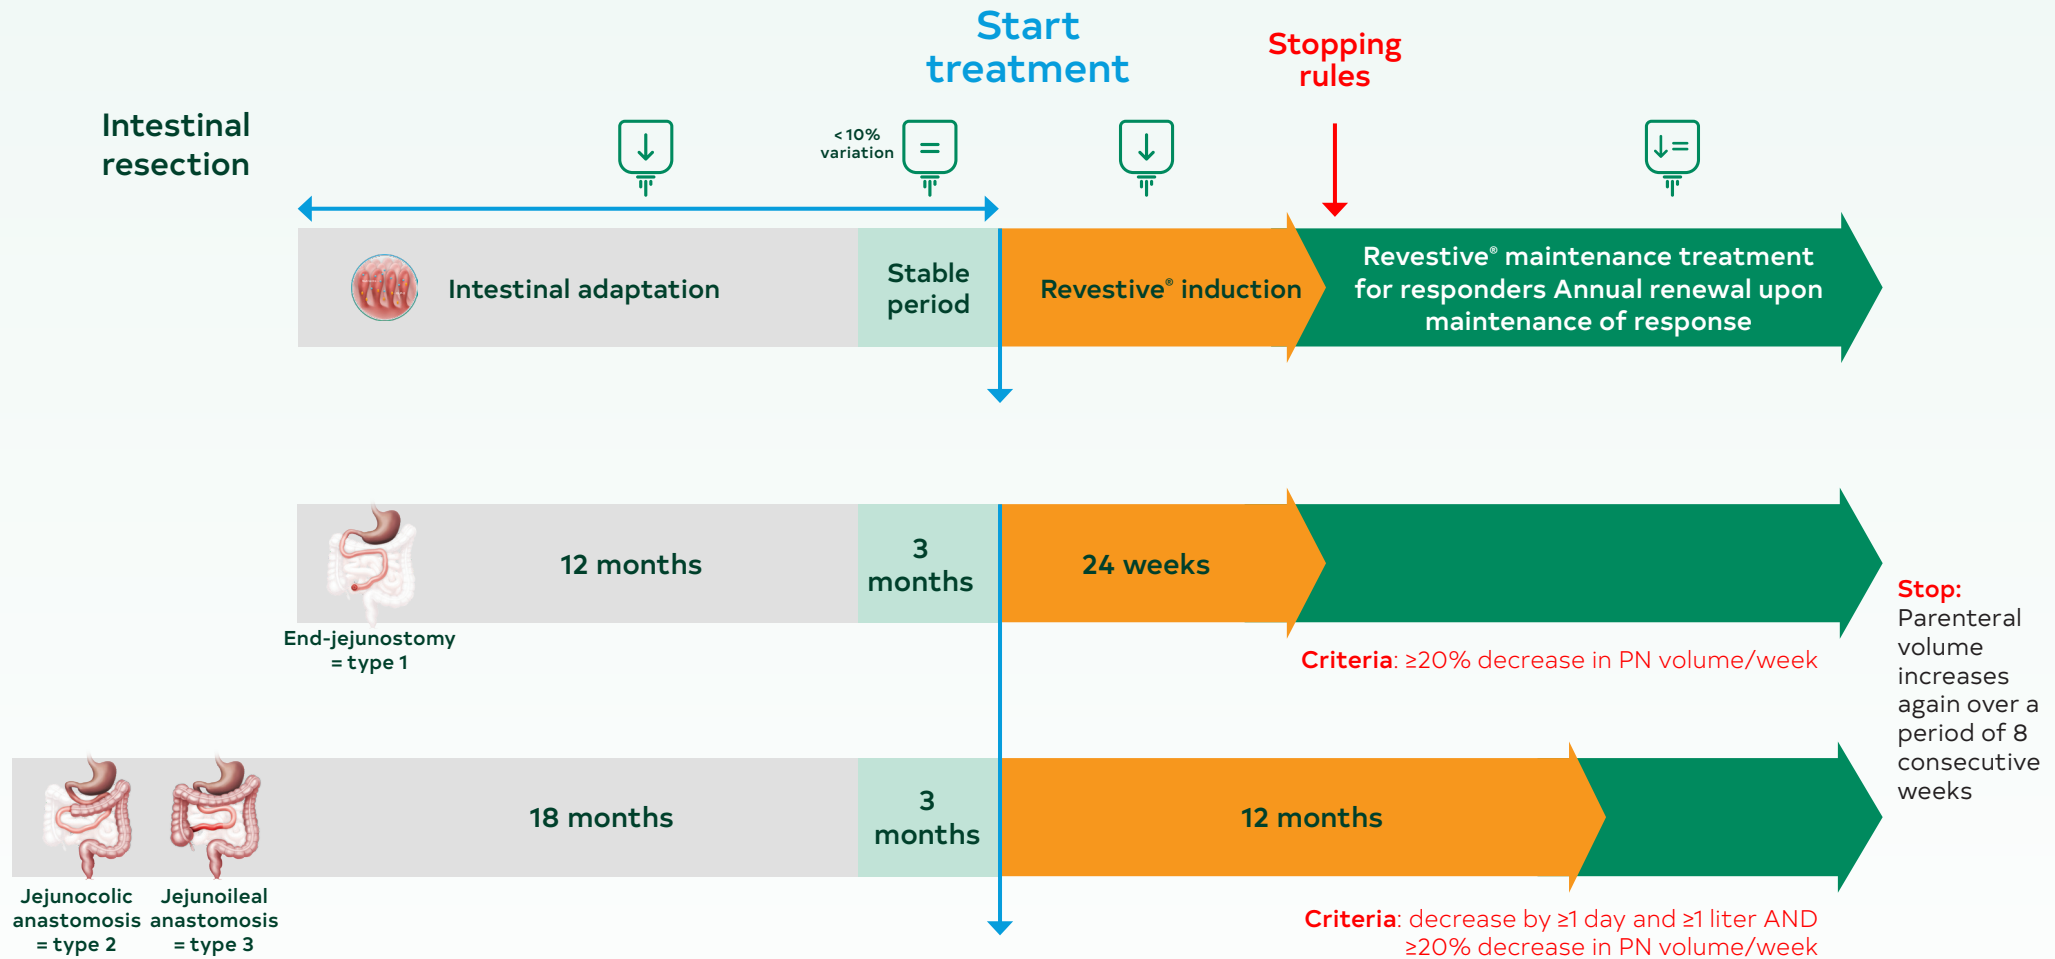 Start
treatment
Stopping
rules
Intestinal
resection
<10%
variation
=
=
Intestinal adaptation
Stable
period
Revestive® induction
Revestive® maintenance treatment
for responders Annual renewal upon
maintenance of response
12 months
3
months
24 weeks
End-jejunostomy
= type 1
Criteria: ≥20% decrease in PN volume/week
Stop:
Parenteral
volume
increases
again over a
period of 8
consecutive
weeks
18 months
3
months
12 months
Jejunocolic
anastomosis
= type 2
Jejunoileal
anastomosis
= type 3
Criteria: decrease by ≥1 day and ≥1 liter AND
≥20% decrease in PN volume/week